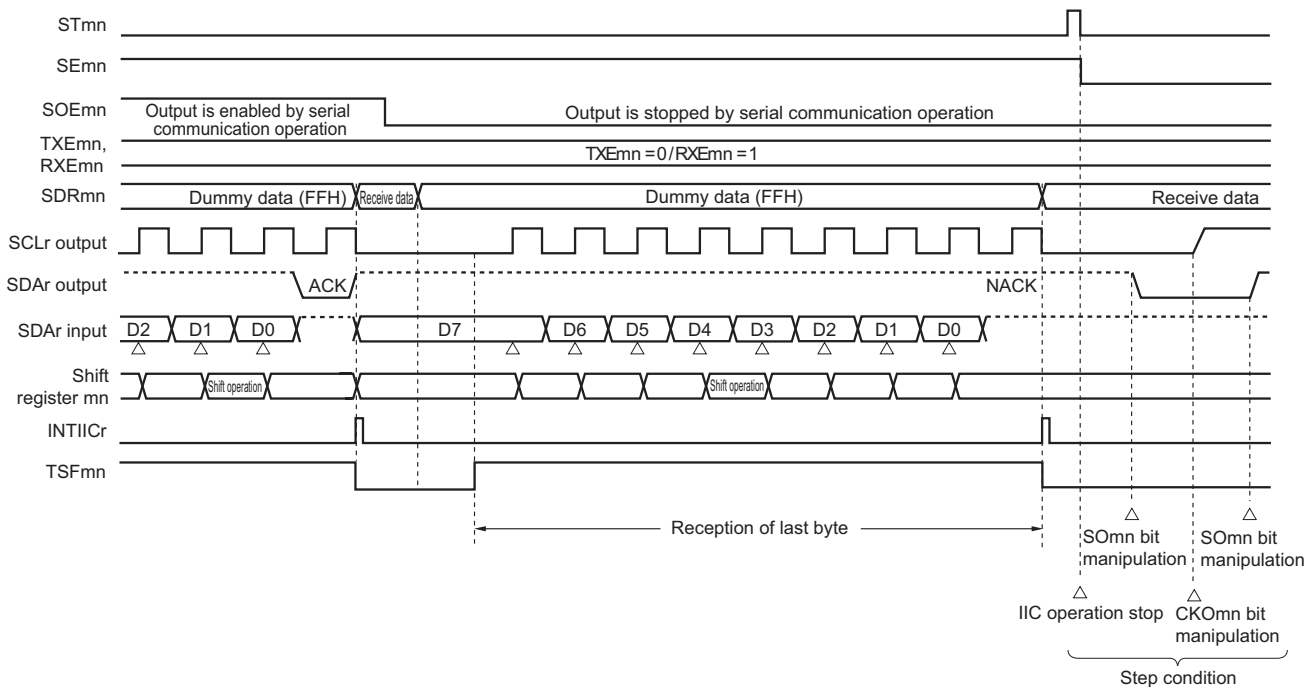 STmn
SEmn
SOEmn
Output is enabled by serial
communication operation
Output is stopped by serial communication operation
TXEmn,
RXEmn
TXEmn =0/RXEmn =1
SDRmn
Dummy data (FFH)
Receive data
Dummy data (FFH)
Receive data
SCLr output
SDAr output
ACK
NACK
SDAr input
D2
D1
D0
D7
D6
D5
D4
D3
D2
D1
D0
Shift
register mn
Shift operation
Shift operation
INTIICr
TSFmn
Reception of last byte
SOmn bit
manipulation
SOmn bit
manipulation
IIC operation stop
CKOmn bit
manipulation
Step condition